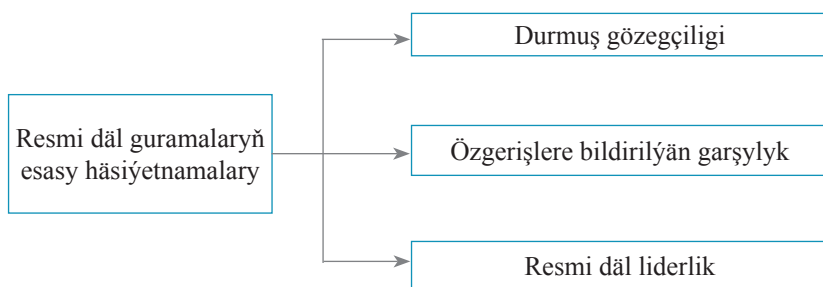 Durmuş gözegçiligi
Resmi däl guramalaryň
esasy häsiýetnamalary
Özgerişlere bildirilýän garşylyk
Resmi däl liderlik